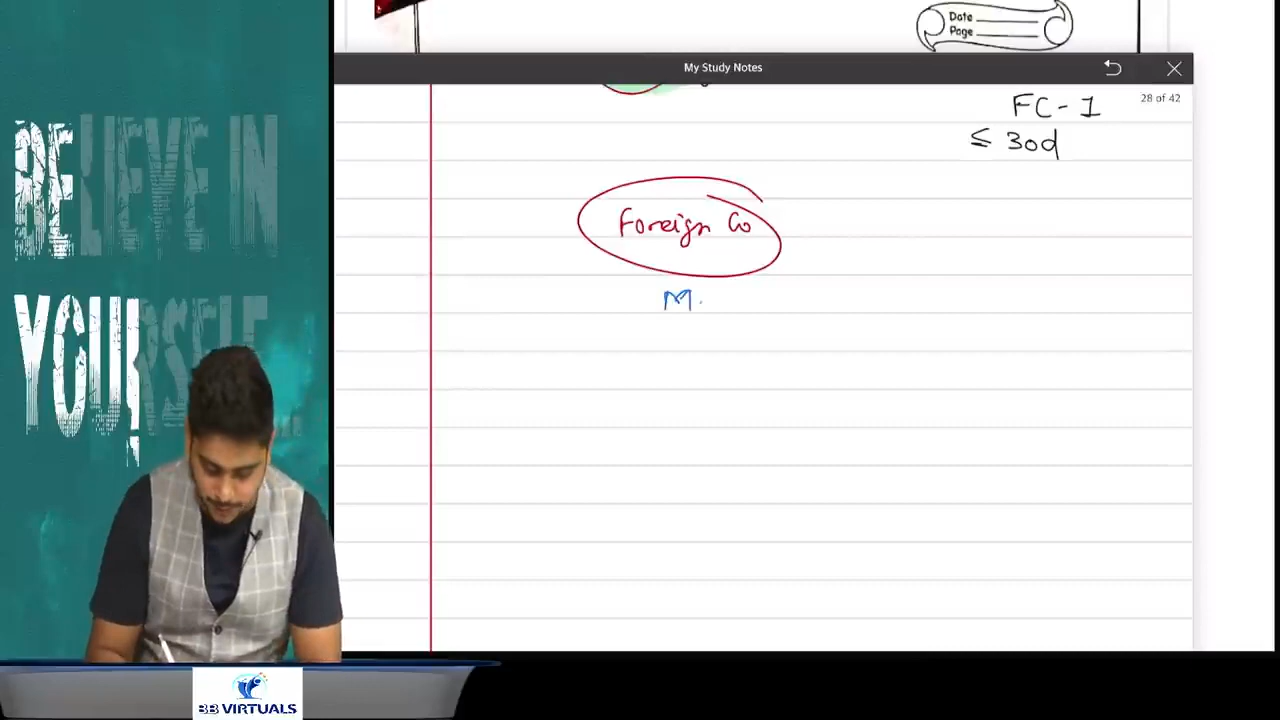 BELIEVE IN
YOURSELF
Date
Page
My Study Notes
28 of 42
FC - 1
≤ 30d
Foreign Co
M.
BB VIRTUALS